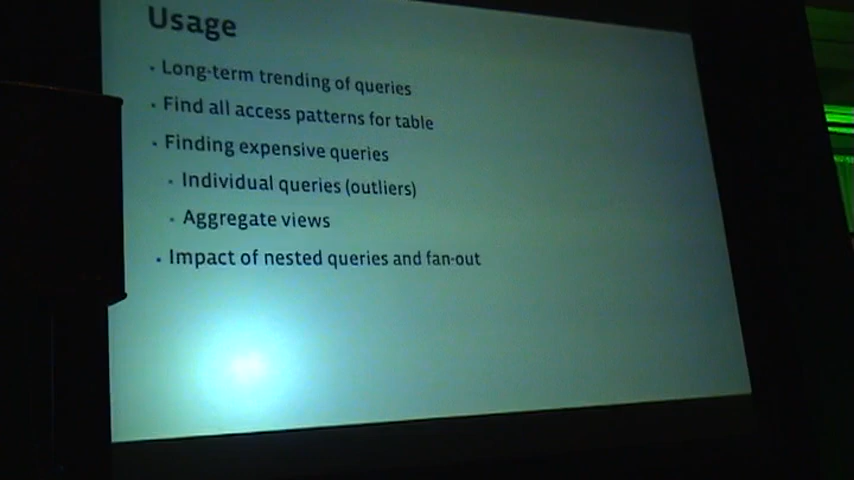 Usage
• Long-term trending of queries
• Find all access patterns for table
• Finding expensive queries
• Individual queries (outliers)
• Aggregate views
• Impact of nested queries and fan-out